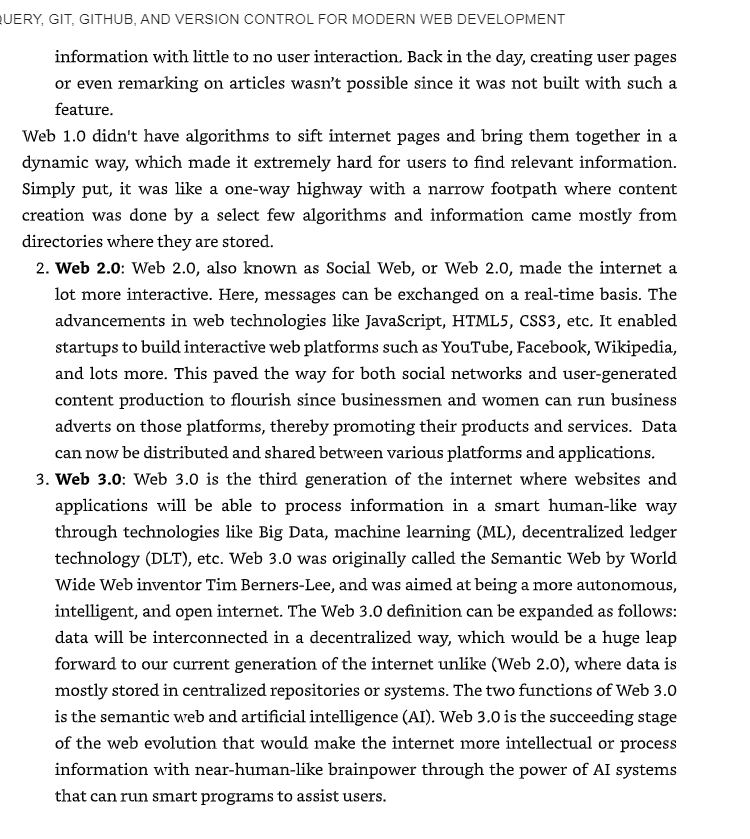 QUERY, GIT, GITHUB, AND VERSION CONTROL FOR MODERN WEB DEVELOPMENT
information with little to no user interaction. Back in the day, creating user pages
or even remarking on articles wasn’t possible since it was not built with such a
feature.
Web 1.0 didn't have algorithms to sift internet pages and bring them together in a
dynamic way, which made it extremely hard for users to find relevant information.
Simply put, it was like a one-way highway with a narrow footpath where content
creation was done by a select few algorithms and information came mostly from
directories where they are stored.
2. Web 2.0: Web 2.0, also known as Social Web, or Web 2.0, made the internet a
lot more interactive. Here, messages can be exchanged on a real-time basis. The
advancements in web technologies like JavaScript, HTML5, CSS3, etc. It enabled
startups to build interactive web platforms such as YouTube, Facebook, Wikipedia,
and lots more. This paved the way for both social networks and user-generated
content production to flourish since businessmen and women can run business
adverts on those platforms, thereby promoting their products and services. Data
can now be distributed and shared between various platforms and applications.
3. Web 3.0: Web 3.0 is the third generation of the internet where websites and
applications will be able to process information in a smart human-like way
through technologies like Big Data, machine learning (ML), decentralized ledger
technology (DLT), etc. Web 3.0 was originally called the Semantic Web by World
Wide Web inventor Tim Berners-Lee, and was aimed at being a more autonomous,
intelligent, and open internet. The Web 3.0 definition can be expanded as follows:
data will be interconnected in a decentralized way, which would be a huge leap
forward to our current generation of the internet unlike (Web 2.0), where data is
mostly stored in centralized repositories or systems. The two functions of Web 3.0
is the semantic web and artificial intelligence (AI). Web 3.0 is the succeeding stage
of the web evolution that would make the internet more intellectual or process
information with near-human-like brainpower through the power of AI systems
that can run smart programs to assist users.